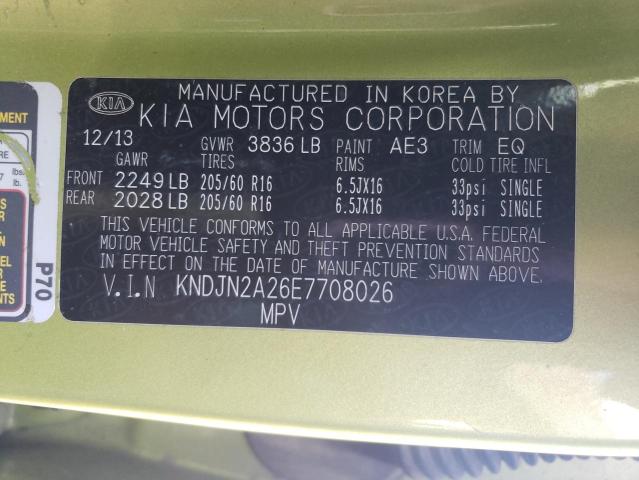 MANUFACTURED IN KOREA BY
KIA KIA MOTORS CORPORATION
12/13 GVWR 3836 LB PAINT AE3 TRIM EQ
GAWR TIRES RIMS COLD TIRE INFL
FRONT 2249 LB 205/60 R16 6.5JX16 33psi SINGLE
REAR 2028 LB 205/60 R16 6.5JX16 33psi SINGLE
THIS VEHICLE CONFORMS TO ALL APPLICABLE U.S.A. FEDERAL
MOTOR VEHICLE SAFETY AND THEFT PREVENTION STANDARDS
IN EFFECT ON THE DATE OF MANUFACTURE SHOWN ABOVE.
V.I.N KNDJN2A26E7708026
MPV
P70